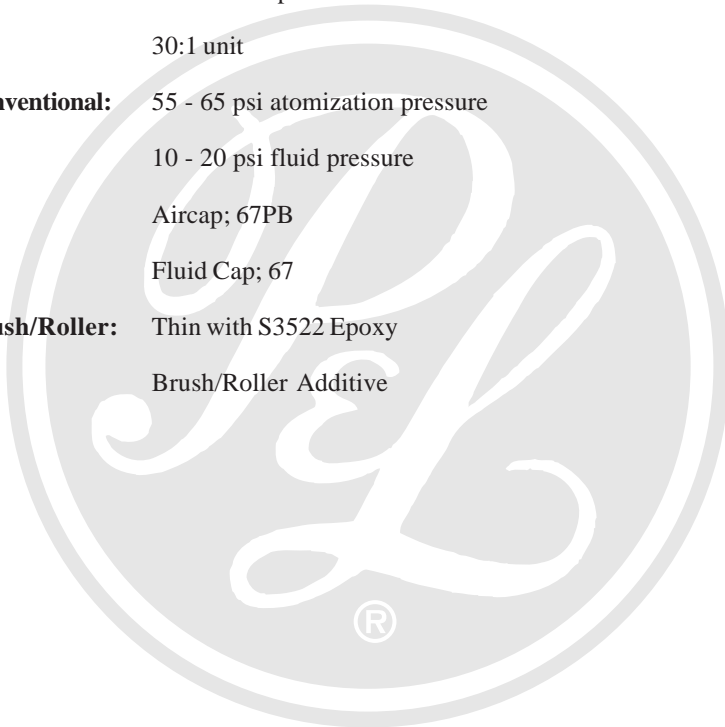 30:1 unit
nventional: 55 - 65 psi atomization pressure
10 - 20 psi fluid pressure
Aircap; 67PB
Fluid Cap; 67
ush/Roller: Thin with S3522 Epoxy
Brush/Roller Additive
P&L
®